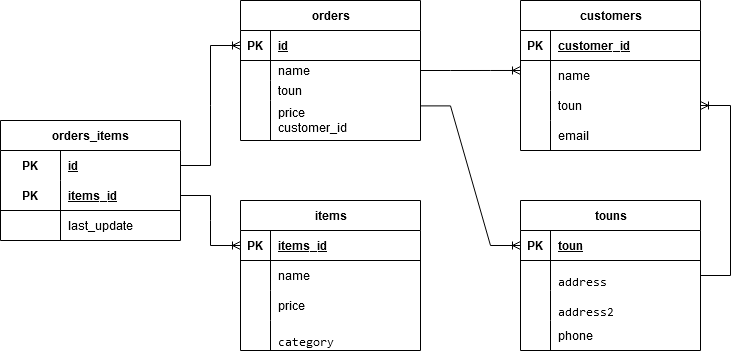 orders
PK id
name
toun
price
customer_id
customers
PK customer_id
name
toun
email
orders_items
PK id
PK items_id
last_update
items
PK items_id
name
price
category
touns
PK toun
address
address2
phone